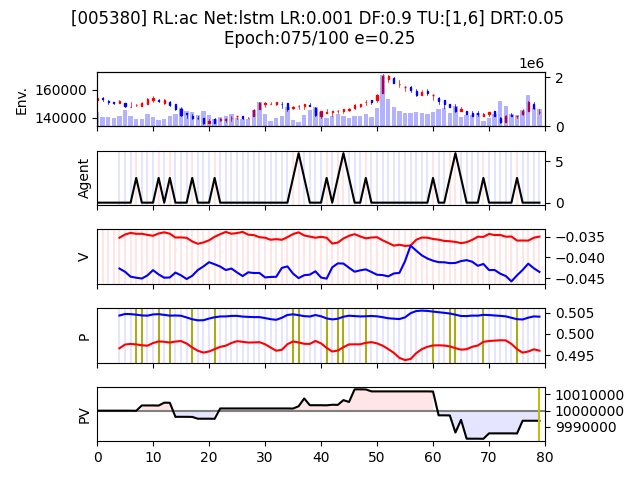 [005380] RL:ac Net:lstm LR:0.001 DF:0.9 TU:[1,6] DRT:0.05
Epoch:075/100 e=0.25
1e6
Env.
160000
140000
2
0
Agent
5
0
V
−0.035
−0.040
−0.045
P
0.505
0.500
0.495
PV
10010000
10000000
9990000
0 10 20 30 40 50 60 70 80